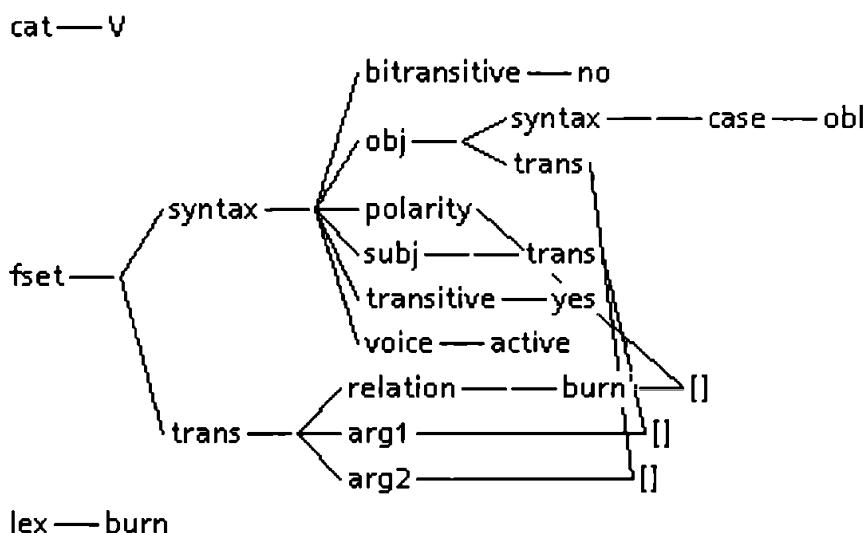 cat V
bitransitive no
syntax case obl
obj
trans
syntax polarity
subj trans
fset
transitive yes
voice active
relation burn []
trans arg1 []
arg2 []
lex burn